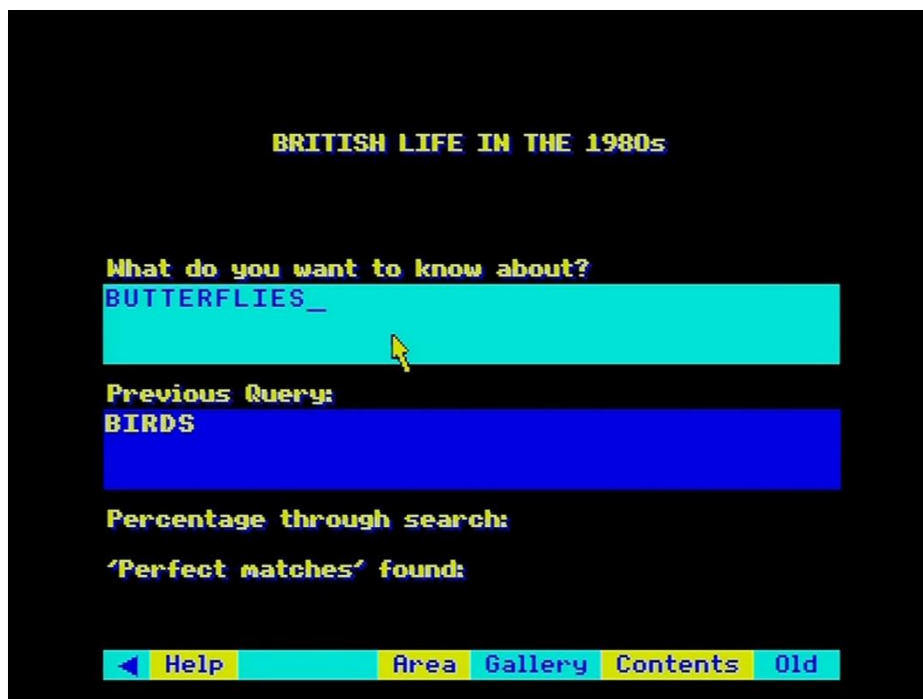 BRITISH LIFE IN THE 1980s
What do you want to know about?
BUTTERFLIES_
Previous Query:
BIRDS
Percentage through search:
‘Perfect matches’ found:
Help Area Gallery Contents Old